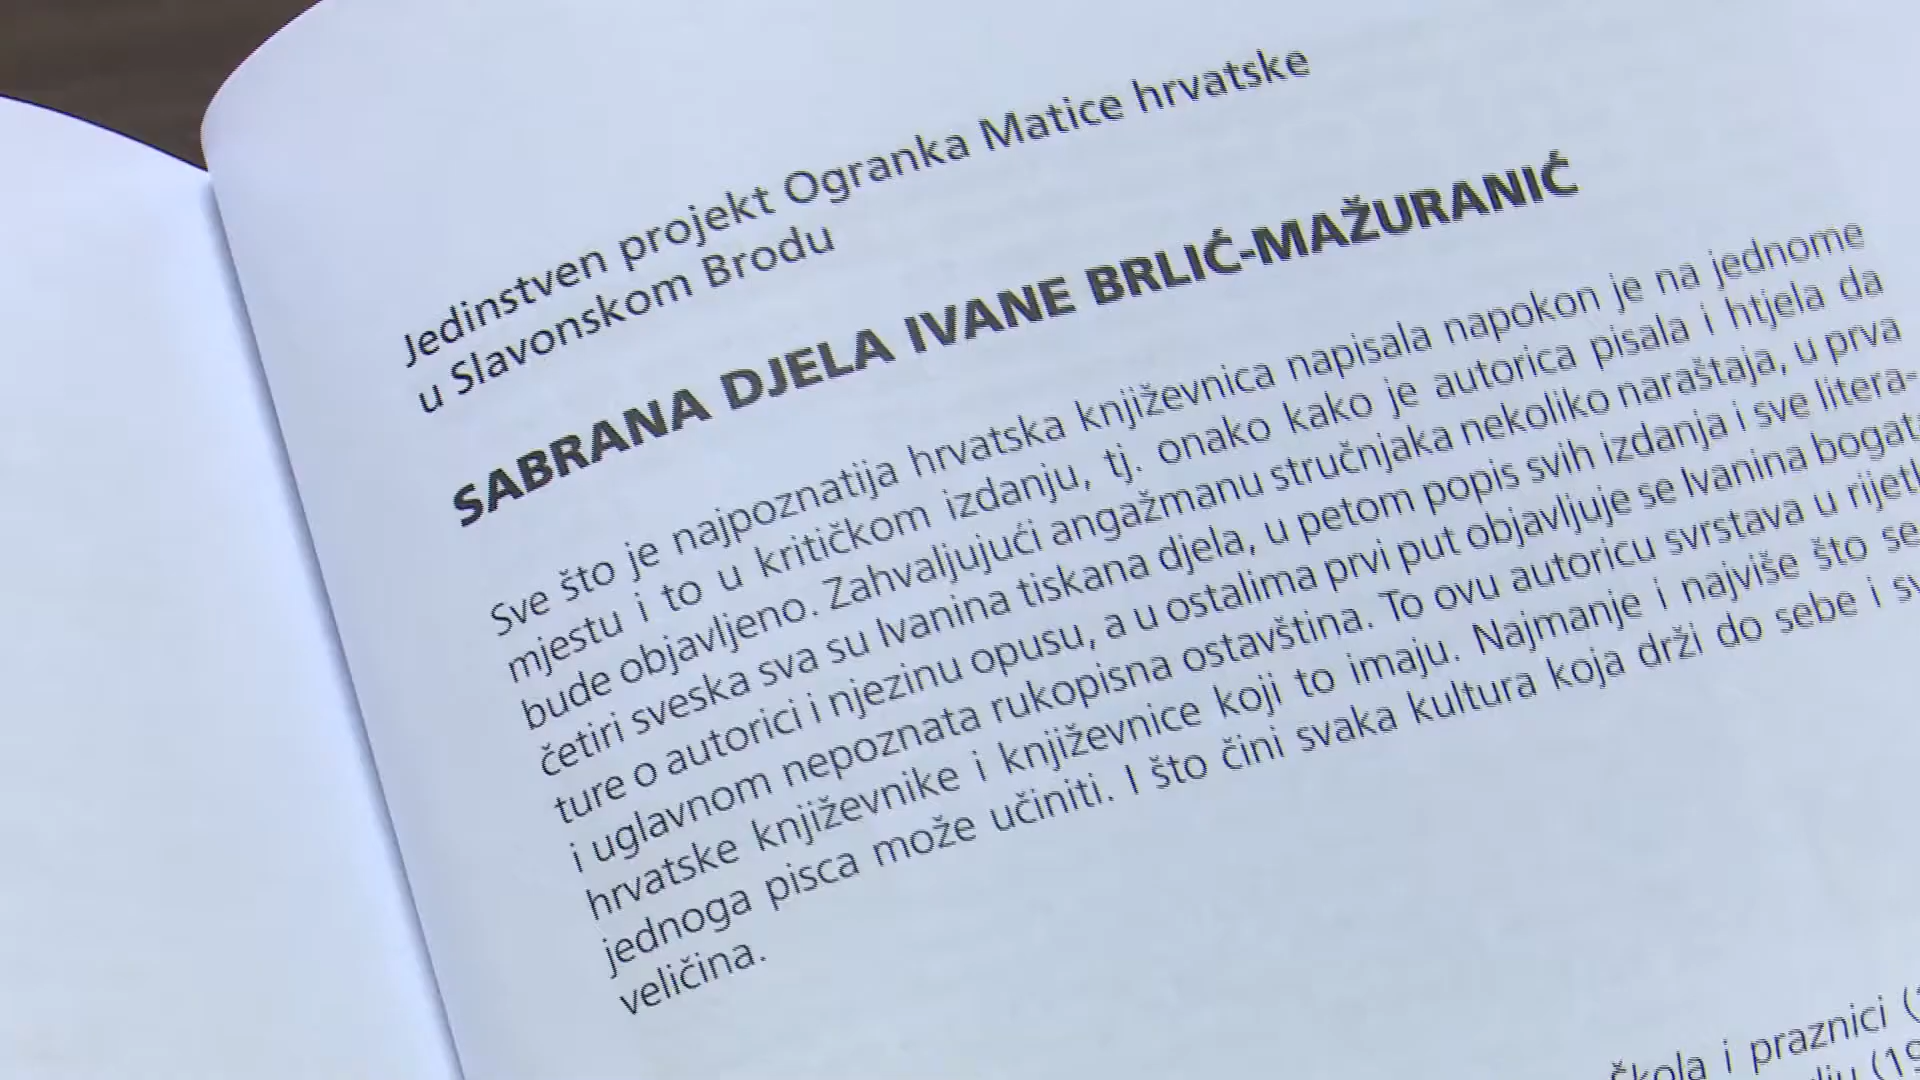 Jedinstven projekt Ogranka Matice hrvatske
u Slavonskom Brodu
SABRANA DJELA IVANE BRLIĆ-MAŽURANIĆ
Sve što je najpoznatija hrvatska književnica napisala napokon je na jednome
mjestu i to u kritičkom izdanju, tj. onako kako je autorica pisala i htjela da
bude objavljeno. Zahvaljujući angažmanu stručnjaka nekoliko naraštaja, u prva
četiri sveska sva su Ivanina tiskana djela, u petom popis svih izdanja i sve litera-
ture o autorici i njezinu opusu, a u ostalima prvi put objavljuje se Ivanina bogata
i uglavnom nepoznata rukopisna ostavština. To ovu autoricu svrstava u
hrvatske književnike i književnice koji to imaju. Najmanje i najviše što se
jednoga pisca može učiniti. I što čini svaka kultura koja drži do sebe i
veličina.
škola i praznici